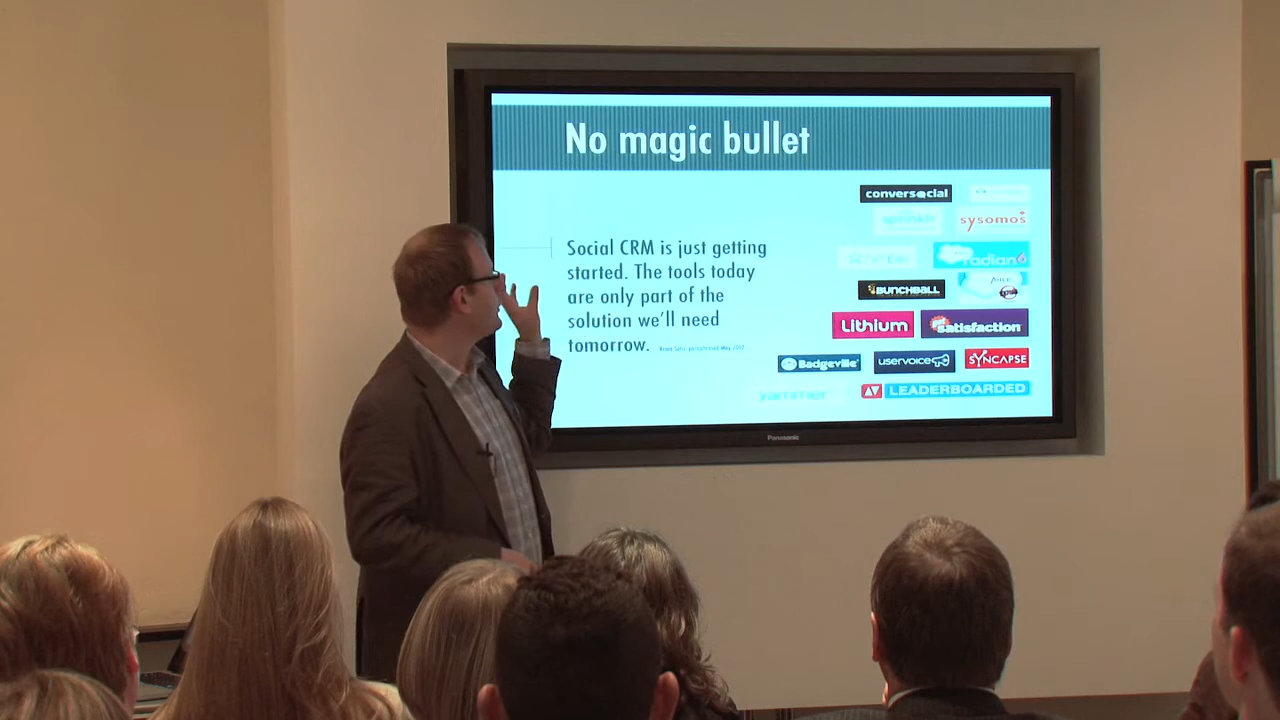 No magic bullet
Social CRM is just getting
started. The tools today
are only part of the
solution we'll need
tomorrow.
conversocial
sysomos
radian6
BUNCHBALL
Lithium
satisfaction
Badgeville
uservoice
SYNCAPSE
LEADERBOARDED
Panasonic